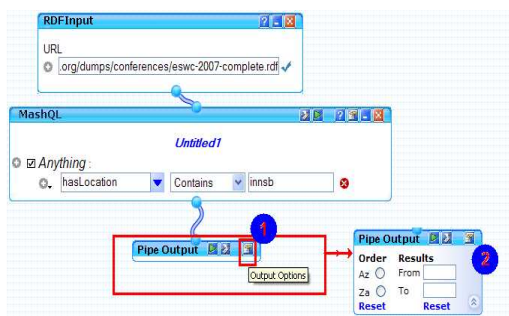 RDFInput
URL
.org/dumps/conferences/eswc-2007-complete.rdf
MashQL
Untitled1
Anything :
hasLocation Contains innsb
1
Pipe Output
Output Options
Pipe Output
2
Order Results
Az From
Za To
Reset Reset